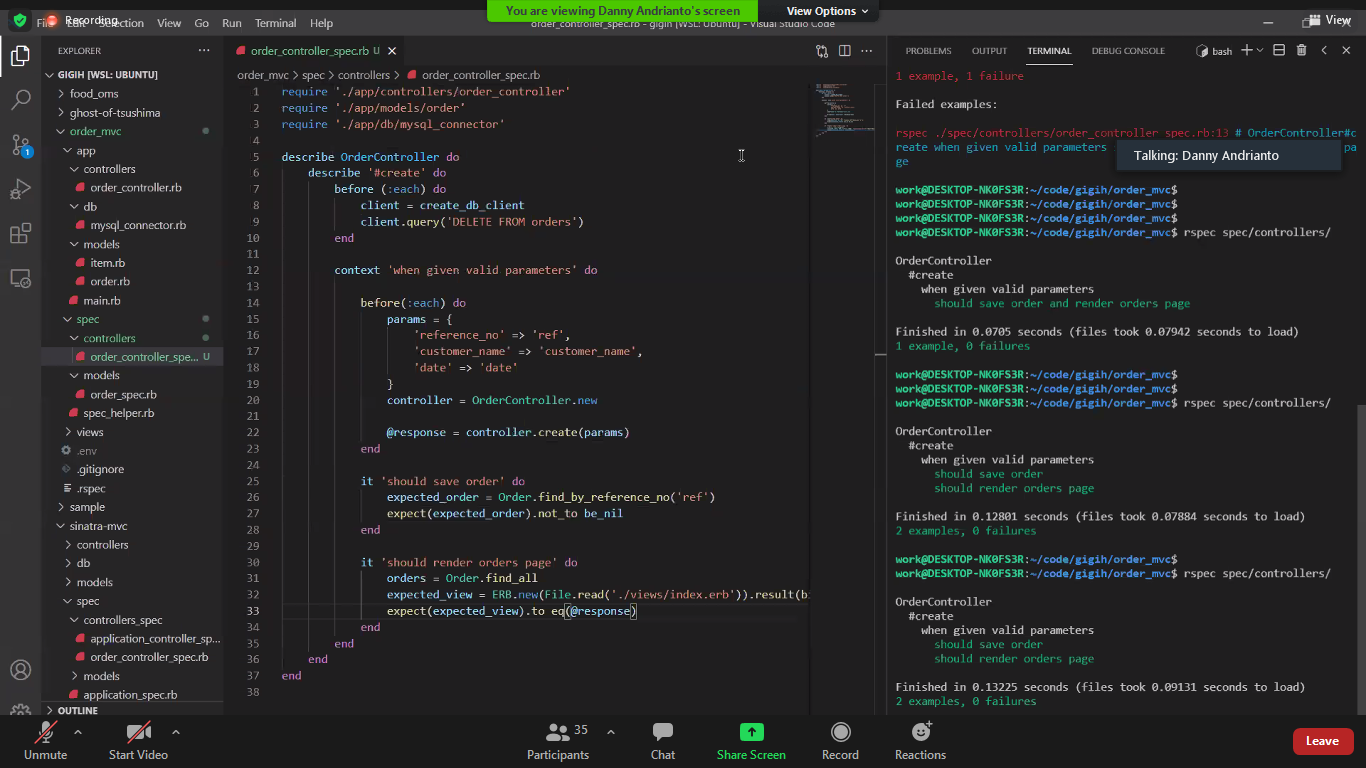 You are viewing Danny Andrianto's screen
View Options
Recording
Selection View Go Run Terminal Help
order_controller_spec.rb - gigih [WSL: Ubuntu] - Visual Studio Code
View
EXPLORER
GIGIH [WSL: UBUNTU]
food_oms
ghost-of-tsushima
order_mvc
app
controllers
order_controller.rb
db
mysql_connector.rb
models
item.rb
order.rb
main.rb
spec
controllers
order_controller_spe... U
models
order_spec.rb
spec_helper.rb
views
.env
.gitignore
.rspec
sample
sinatra-mvc
controllers
db
models
spec
controllers_spec
application_controller_sp...
order_controller_spec.rb
models
application_spec.rb
OUTLINE
1
order_controller_spec.rb U
order_mvc > spec > controllers > order_controller_spec.rb
1 require './app/controllers/order_controller'
2 require './app/models/order'
3 require './app/db/mysql_connector'
4
5 describe OrderController do
6 describe '#create' do
7 before (:each) do
8 client = create_db_client
9 client.query('DELETE FROM orders')
10 end
11
12 context 'when given valid parameters' do
13
14 before(:each) do
15 params = {
16 'reference_no' => 'ref',
17 'customer_name' => 'customer_name',
18 'date' => 'date'
19 }
20 controller = OrderController.new
21
22 @response = controller.create(params)
23 end
24
25 it 'should save order' do
26 expected_order = Order.find_by_reference_no('ref')
27 expect(expected_order).not_to be_nil
28 end
29
30 it 'should render orders page' do
31 orders = Order.find_all
32 expected_view = ERB.new(File.read('./views/index.erb')).result(bi
33 expect(expected_view).to eq(@response)
34 end
35 end
36 end
37 end
38
PROBLEMS OUTPUT TERMINAL DEBUG CONSOLE
bash
1 example, 1 failure
Failed examples:
rspec ./spec/controllers/order_controller_spec.rb:13 # OrderController#c
reate when given valid parameters
pa
ge
Talking: Danny Andrianto
work@DESKTOP-NK0FS3R:~/code/gigih/order_mvc$
work@DESKTOP-NK0FS3R:~/code/gigih/order_mvc$
work@DESKTOP-NK0FS3R:~/code/gigih/order_mvc$
work@DESKTOP-NK0FS3R:~/code/gigih/order_mvc$ rspec spec/controllers/
OrderController
#create
when given valid parameters
should save order and render orders page
Finished in 0.0705 seconds (files took 0.07942 seconds to load)
1 example, 0 failures
work@DESKTOP-NK0FS3R:~/code/gigih/order_mvc$
work@DESKTOP-NK0FS3R:~/code/gigih/order_mvc$
work@DESKTOP-NK0FS3R:~/code/gigih/order_mvc$ rspec spec/controllers/
OrderController
#create
when given valid parameters
should save order
should render orders page
Finished in 0.12801 seconds (files took 0.07884 seconds to load)
2 examples, 0 failures
work@DESKTOP-NK0FS3R:~/code/gigih/order_mvc$
work@DESKTOP-NK0FS3R:~/code/gigih/order_mvc$ rspec spec/controllers/
OrderController
#create
when given valid parameters
should save order
should render orders page
Finished in 0.13225 seconds (files took 0.09131 seconds to load)
2 examples, 0 failures
Unmute
Start Video
35
Participants
Chat
Share Screen
Record
Reactions
Leave